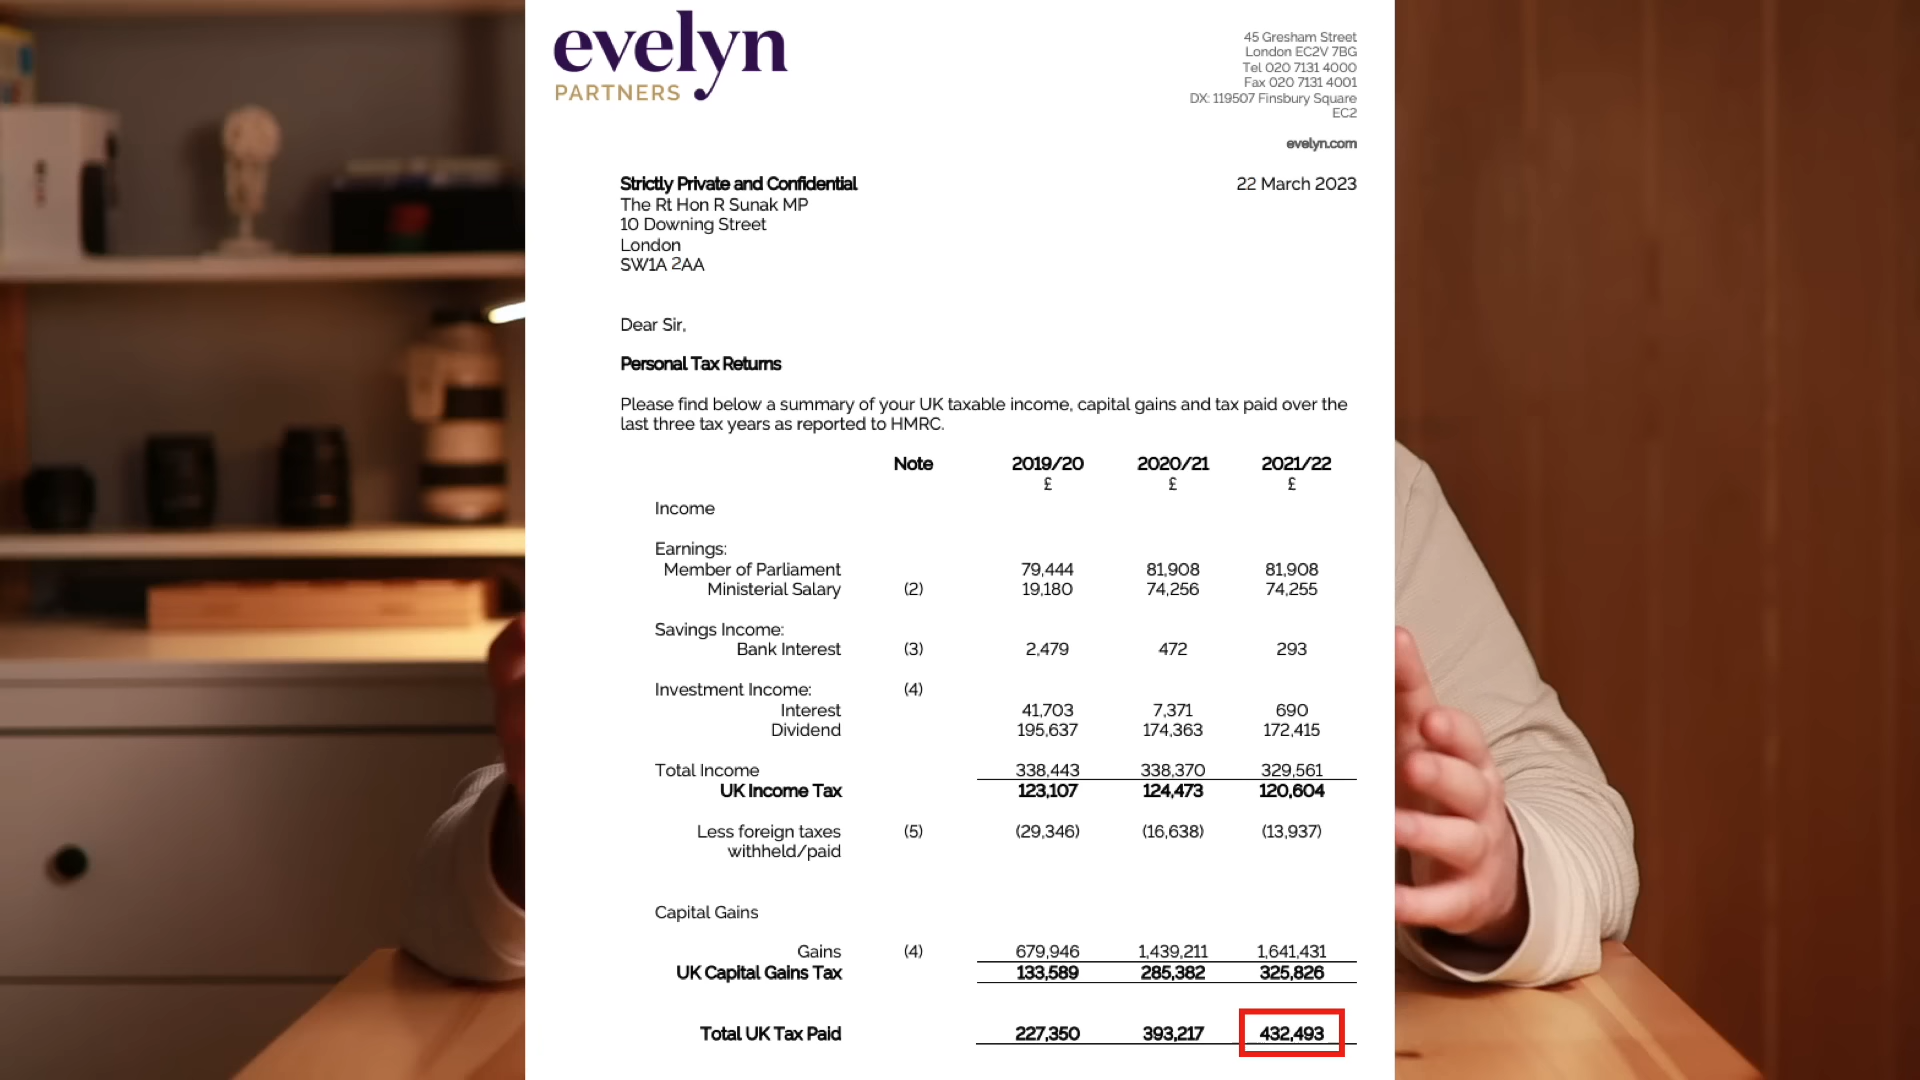 evelyn
PARTNERS
45 Gresham Street
London EC2V 7BG
Tel 020 7131 4000
Fax 020 7131 4001
DX: 119507 Finsbury Square
EC2
evelyn.com
Strictly Private and Confidential 22 March 2023
The Rt Hon R Sunak MP
10 Downing Street
London
SW1A 2AA
Dear Sir,
Personal Tax Returns
Please find below a summary of your UK taxable income, capital gains and tax paid over the
last three tax years as reported to HMRC.
Note 2019/20 2020/21 2021/22
£ £ £
Income
Earnings:
Member of Parliament 79,444 81,908 81,908
Ministerial Salary (2) 19,180 74,256 74,255
Savings Income:
Bank Interest (3) 2,479 472 293
Investment Income: (4)
Interest 41,703 7,371 690
Dividend 195,637 174,363 172,415
Total Income 338,443 338,370 329,561
UK Income Tax 123,107 124,473 120,604
Less foreign taxes (5) (29,346) (16,638) (13,937)
withheld/paid
Capital Gains
Gains (4) 679,946 1,439,211 1,641,431
UK Capital Gains Tax 133,589 285,382 325,826
Total UK Tax Paid 227,350 393,217 432,493